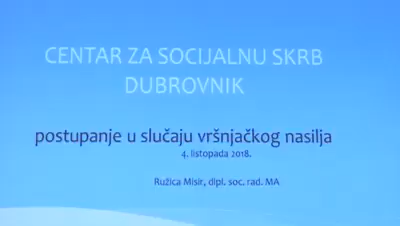 CENTAR ZA SOCIJALNU SKRB
DUBROVNIK
postupanje u slučaju vršnjačkog nasilja
4. listopada 2018.
Ružica Misir, dipl. soc. rad. MA